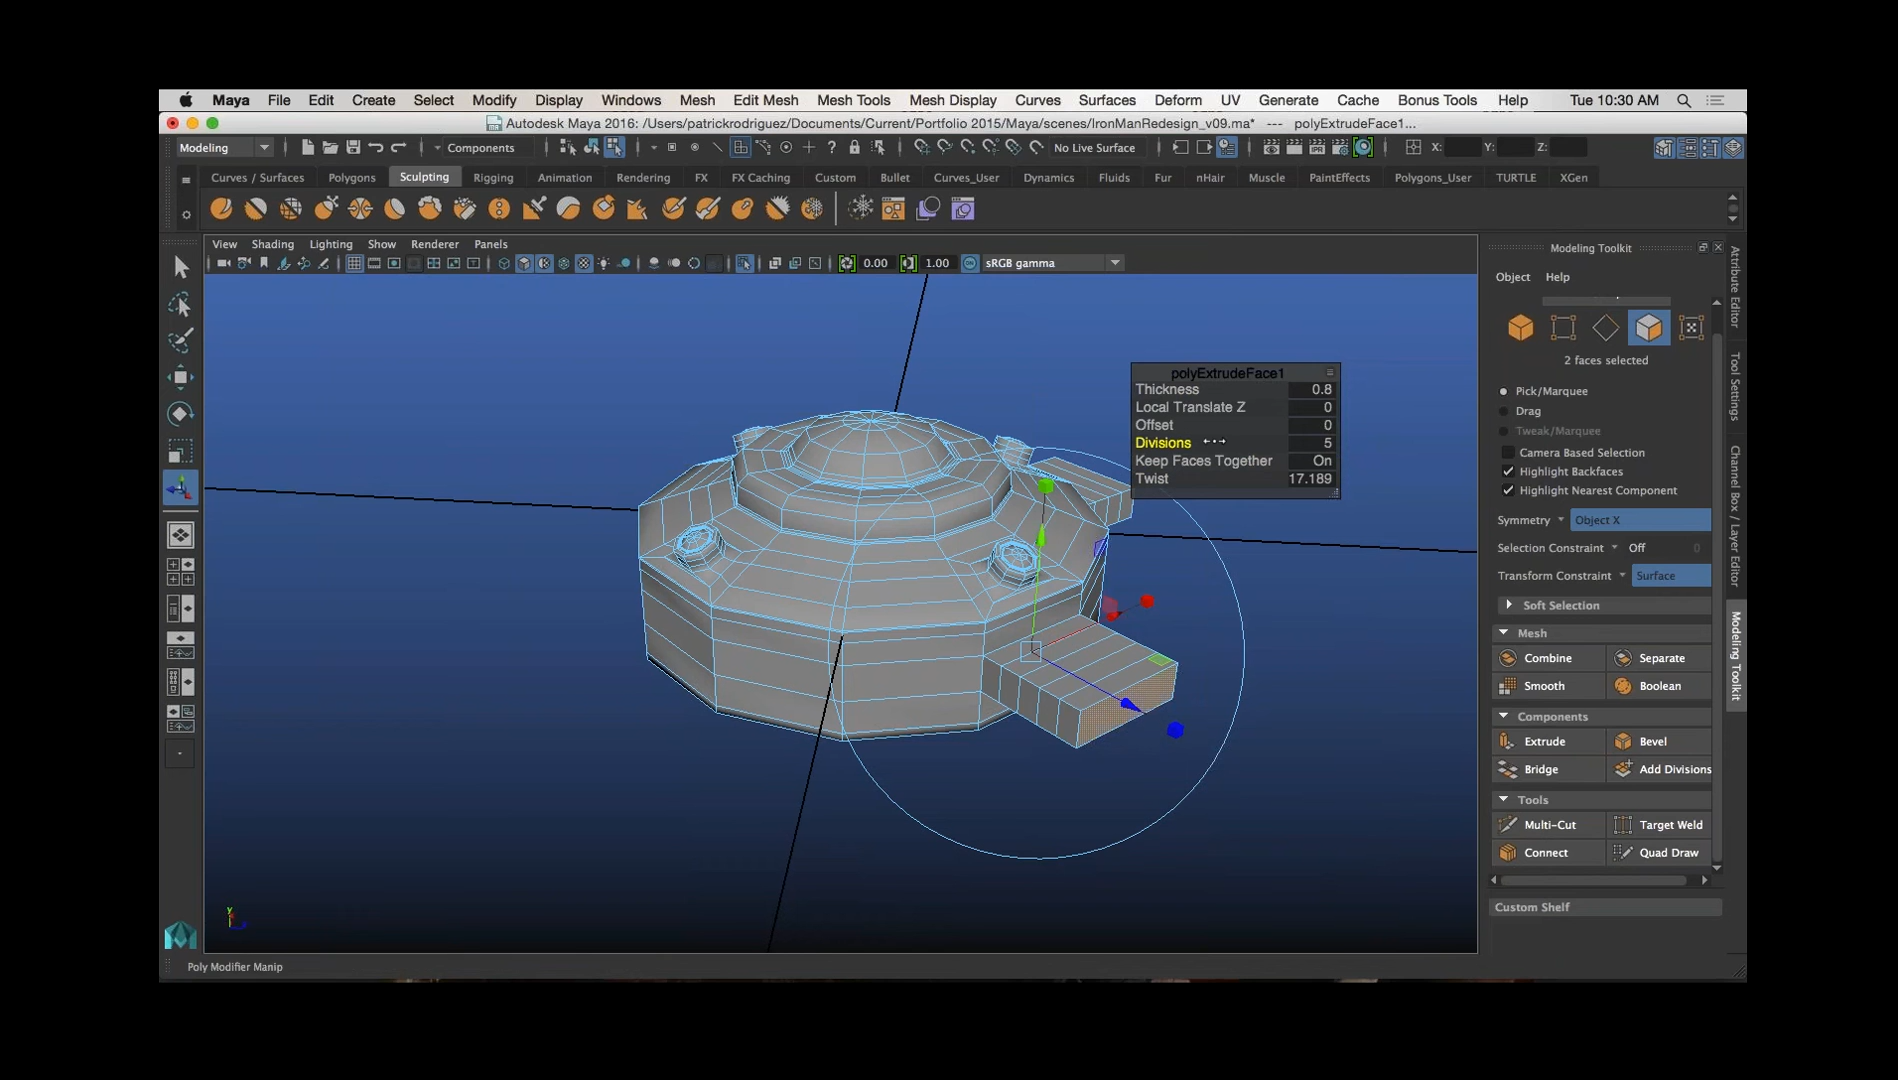 Maya File Edit Create Select Modify Display Windows Mesh Edit Mesh Mesh Tools Mesh Display Curves Surfaces Deform UV Generate Cache Bonus Tools Help Tue 10:30 AM
Autodesk Maya 2016: /Users/patrickrodriguez/Documents/Current/Portfolio 2015/Maya/scenes/IronManRedesign_v09.ma* --- polyExtrudeFace1...
Modeling Components No Live Surface X: Y: Z:
Curves / Surfaces Polygons Sculpting Rigging Animation Rendering FX FX Caching Custom Bullet Curves_User Dynamics Fluids Fur nHair Muscle PaintEffects Polygons_User TURTLE XGen
View Shading Lighting Show Renderer Panels
0.00 1.00 sRGB gamma
polyExtrudeFace1
Thickness 0.8
Local Translate Z 0
Offset 0
Divisions 5
Keep Faces Together On
Twist 17.189
Modeling Toolkit
Object Help
2 faces selected
Pick/Marquee
Drag
Tweak/Marquee
Camera Based Selection
Highlight Backfaces
Highlight Nearest Component
Symmetry Object X
Selection Constraint Off 0
Transform Constraint Surface
Soft Selection
Mesh
Combine Separate
Smooth Boolean
Components
Extrude Bevel
Bridge Add Divisions
Tools
Multi-Cut Target Weld
Connect Quad Draw
Custom Shelf
Attribute Editor
Tool Settings
Channel Box / Layer Editor
Modeling Toolkit
y
Poly Modifier Manip